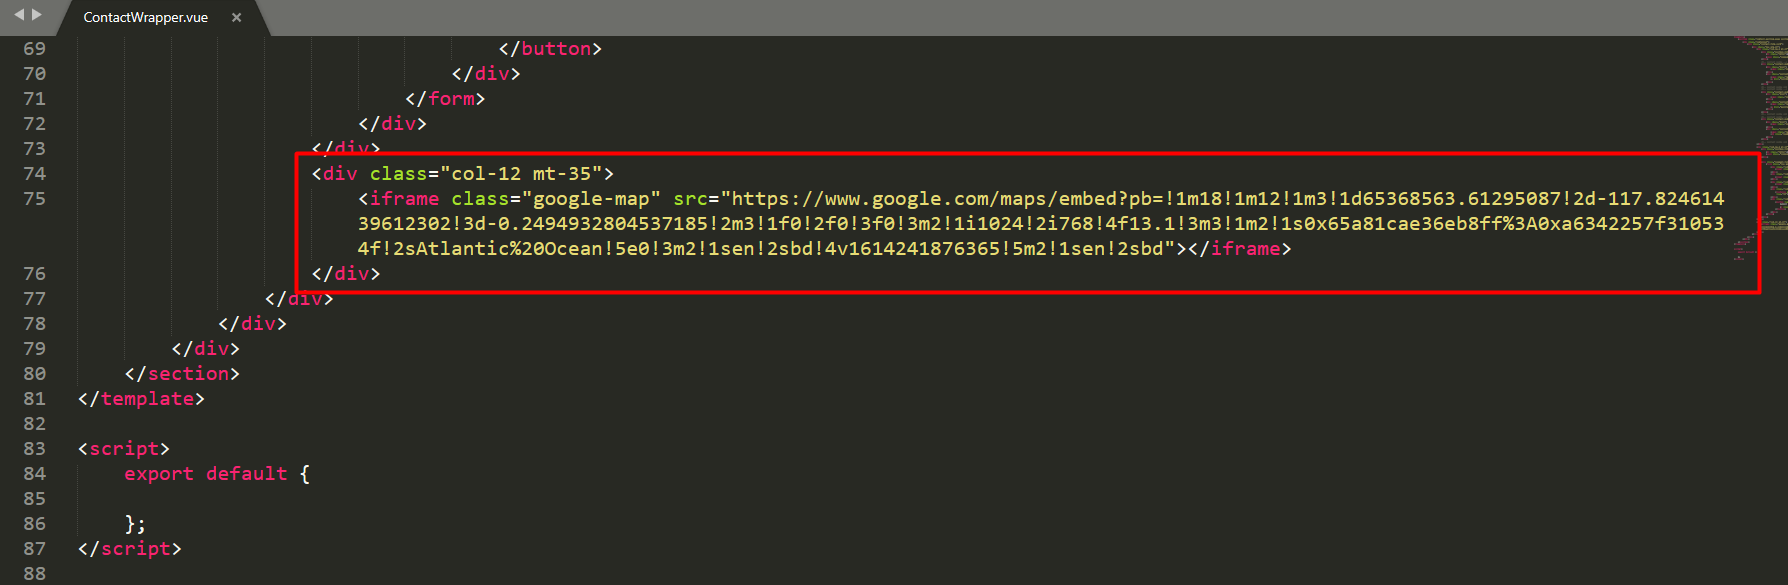 ContactWrapper.vue ×
69 </button>
70 </div>
71 </form>
72 </div>
73 </div>
74 <div class="col-12 mt-35">
75 <iframe class="google-map" src="https://www.google.com/maps/embed?pb=!1m18!1m12!1m3!1d65368563.61295087!2d-117.824614
39612302!3d-0.2494932804537185!2m3!1f0!2f0!3f0!3m2!1i1024!2i768!4f13.1!3m3!1m2!1s0x65a81cae36eb8ff%3A0xa6342257f31053
4f!2sAtlantic%20Ocean!5e0!3m2!1sen!2sbd!4v1614241876365!5m2!1sen!2sbd"></iframe>
76 </div>
77 </div>
78 </div>
79 </div>
80 </section>
81 </template>
82
83 <script>
84 export default {
85
86 };
87 </script>
88